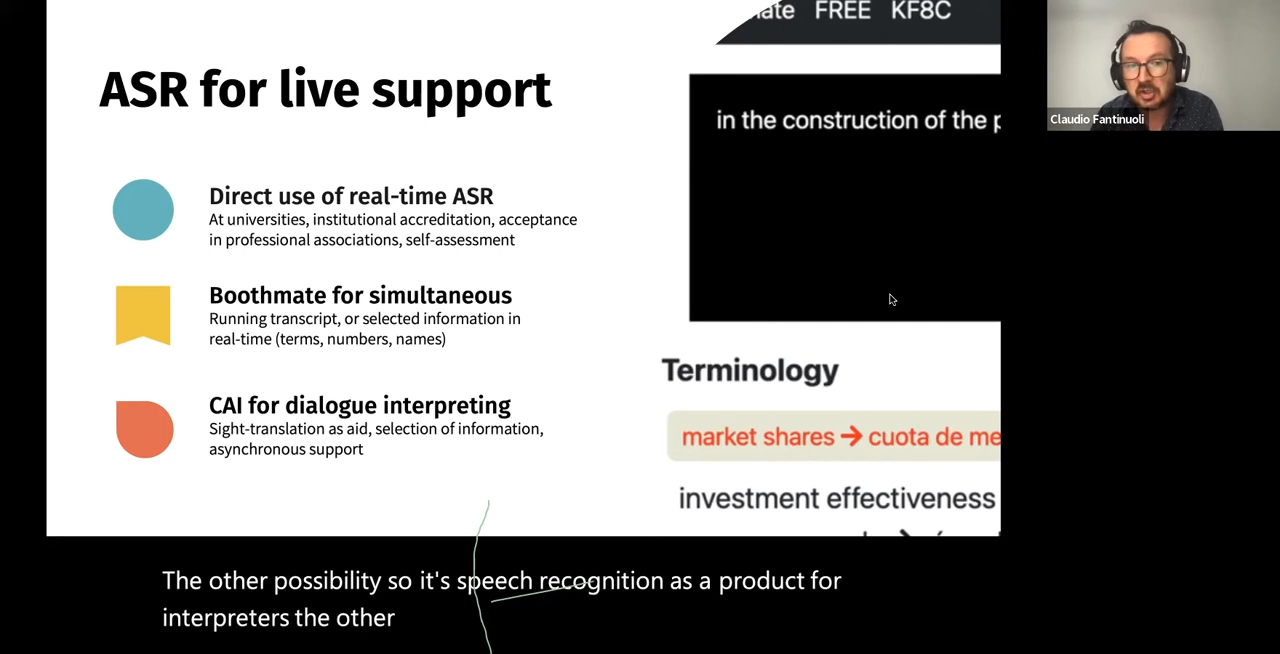 ASR for live support
Direct use of real-time ASR
At universities, institutional accreditation, acceptance
in professional associations, self-assessment
Boothmate for simultaneous
Running transcript, or selected information in
real-time (terms, numbers, names)
CAI for dialogue interpreting
Sight-translation as aid, selection of information,
asynchronous support
FREE KF8C
in the construction of the
Terminology
market shares → cuota de
investment effectiveness
Claudio Fantinuoli
The other possibility so it's speech recognition as a product for
interpreters the other